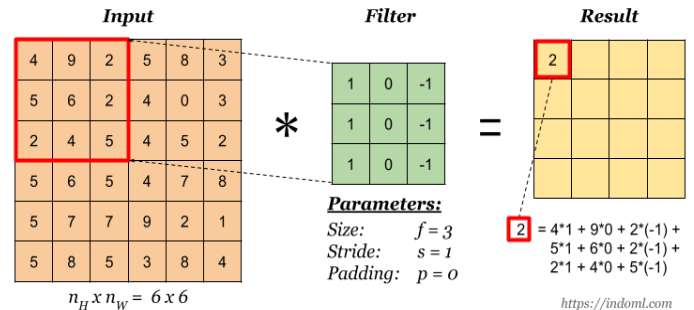 Input Filter Result
4 9 2 5 8 3
5 6 2 4 0 3
2 4 5 4 5 2
5 6 5 4 7 8
5 7 7 9 2 1
5 8 5 3 8 4
n_H x n_W = 6 x 6
*
1 0 -1
1 0 -1
1 0 -1
Parameters:
Size: f = 3
Stride: s = 1
Padding: p = 0
=
2
2 = 4*1 + 9*0 + 2*(-1) +
5*1 + 6*0 + 2*(-1) +
2*1 + 4*0 + 5*(-1)
https://indoml.com